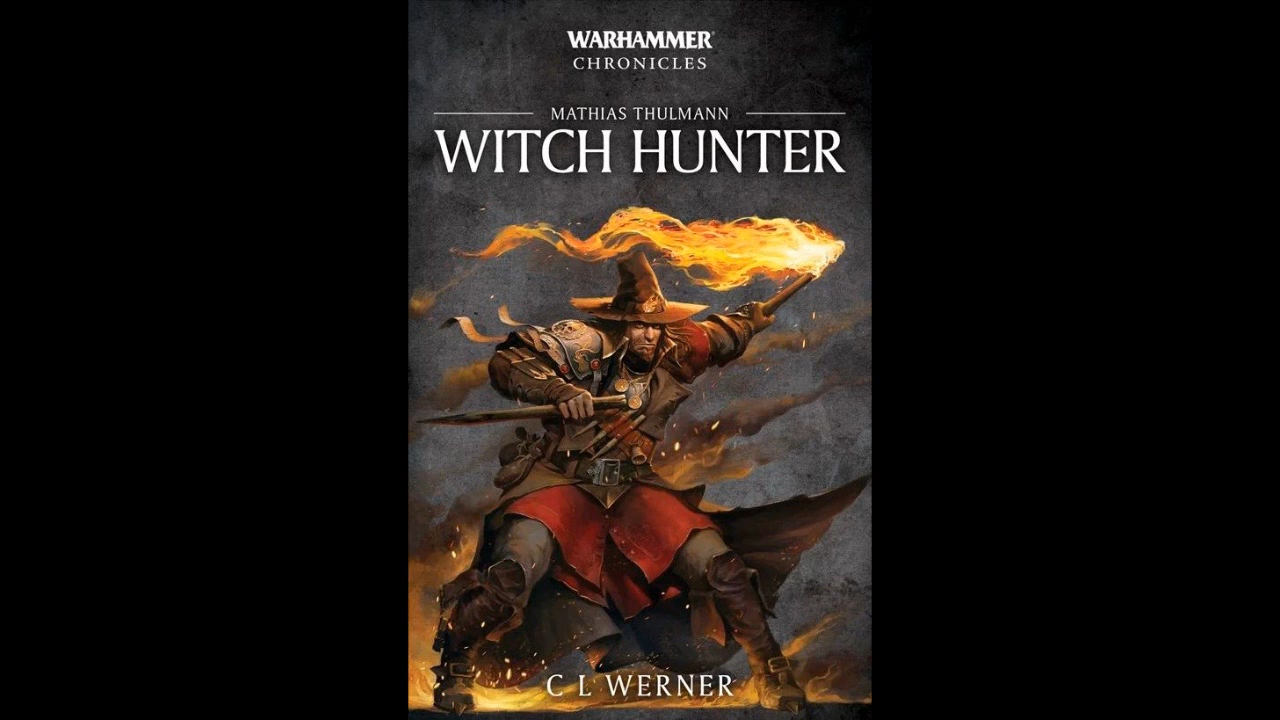 WARHAMMER
CHRONICLES
MATHIAS THULMANN
WITCH HUNTER
C L WERNER